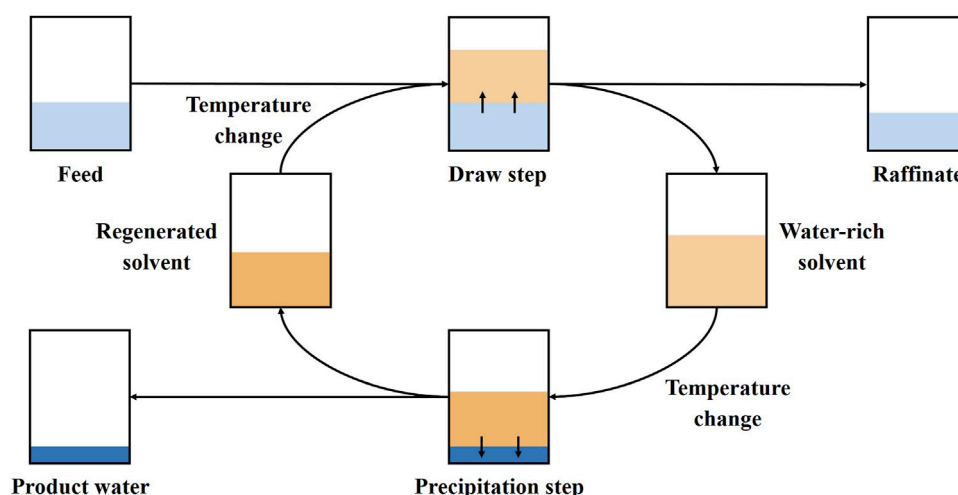 Temperature
change
Feed
Draw step
Raffinate
Regenerated
solvent
Water-rich
solvent
Temperature
change
Product water
Precipitation step